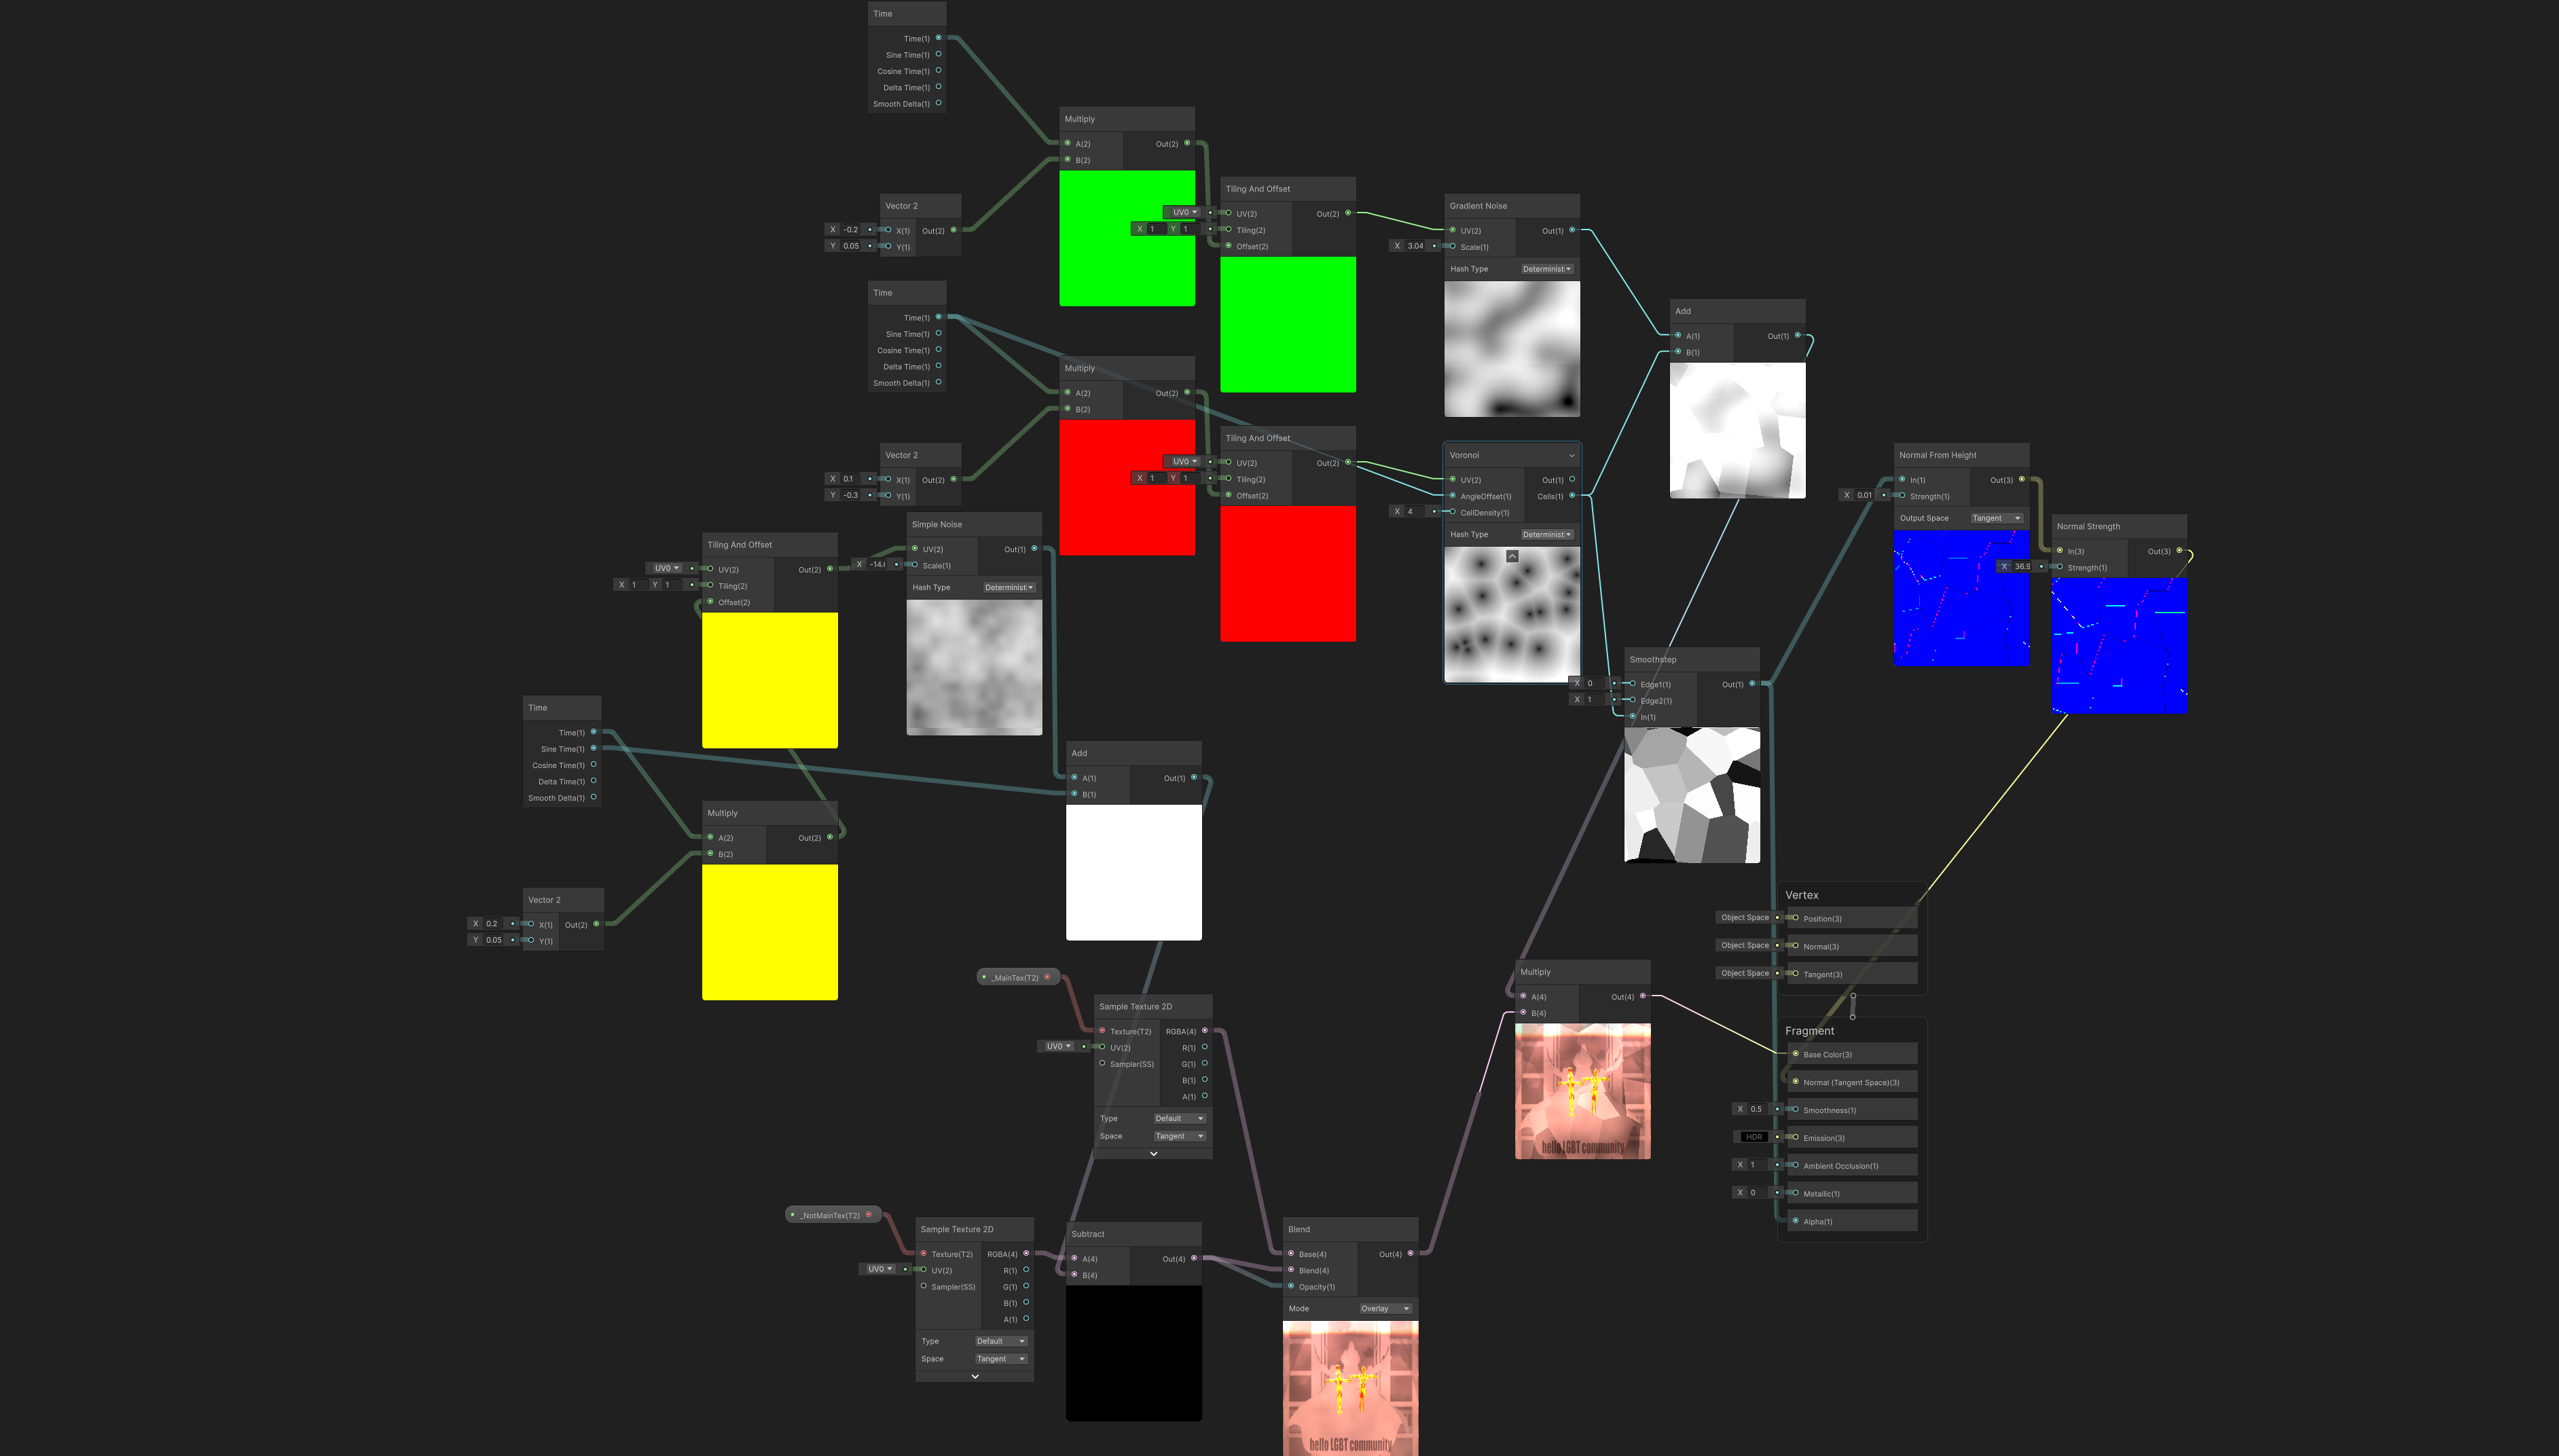 Time
Time(1)
Sine Time(1)
Cosine Time(1)
Delta Time(1)
Smooth Delta(1)
Multiply
A(2) Out(2)
B(2)
Vector 2
X -0.2 X(1) Out(2)
Y 0.05 Y(1)
Tiling And Offset
UV0 UV(2) Out(2)
X 1 Y 1 Tiling(2)
Offset(2)
Gradient Noise
UV(2) Out(1)
X 3.04 Scale(1)
Hash Type Determinist
Time
Time(1)
Sine Time(1)
Cosine Time(1)
Delta Time(1)
Smooth Delta(1)
Add
A(1) Out(1)
B(1)
Multiply
A(2) Out(2)
B(2)
Vector 2
X 0.1 X(1) Out(2)
Y -0.3 Y(1)
Tiling And Offset
UV0 UV(2) Out(2)
X 1 Y 1 Tiling(2)
Offset(2)
Voronoi
UV(2) Out(1)
AngleOffset(1) Cells(1)
X 4 CellDensity(1)
Hash Type Determinist
Normal From Height
In(1) Out(3)
X 0.01 Strength(1)
Output Space Tangent
Normal Strength
In(3) Out(3)
X 36.9 Strength(1)
Simple Noise
UV(2) Out(1)
X -14. Scale(1)
Hash Type Determinist
Tiling And Offset
UV0 UV(2) Out(2)
X 1 Y 1 Tiling(2)
Offset(2)
Smoothstep
X 0 Edge1(1) Out(1)
X 1 Edge2(1)
In(1)
Time
Time(1)
Sine Time(1)
Cosine Time(1)
Delta Time(1)
Smooth Delta(1)
Add
A(1) Out(1)
B(1)
Multiply
A(2) Out(2)
B(2)
Vector 2
X 0.2 X(1) Out(2)
Y 0.05 Y(1)
Vertex
Object Space Position(3)
Object Space Normal(3)
Object Space Tangent(3)
_MainTex(T2)
Sample Texture 2D
Texture(T2) RGBA(4)
UV0 UV(2) R(1)
Sampler(SS) G(1)
B(1)
A(1)
Type Default
Space Tangent
Multiply
A(4) Out(4)
B(4)
hello LGBT community
Fragment
Base Color(3)
Normal (Tangent Space)(3)
X 0.5 Smoothness(1)
HDR Emission(3)
X 1 Ambient Occlusion(1)
X 0 Metallic(1)
Alpha(1)
_NotMainTex(T2)
Sample Texture 2D
Texture(T2) RGBA(4)
UV0 UV(2) R(1)
Sampler(SS) G(1)
B(1)
A(1)
Type Default
Space Tangent
Subtract
A(4) Out(4)
B(4)
Blend
Base(4) Out(4)
Blend(4)
Opacity(1)
Mode Overlay
hello LGBT community